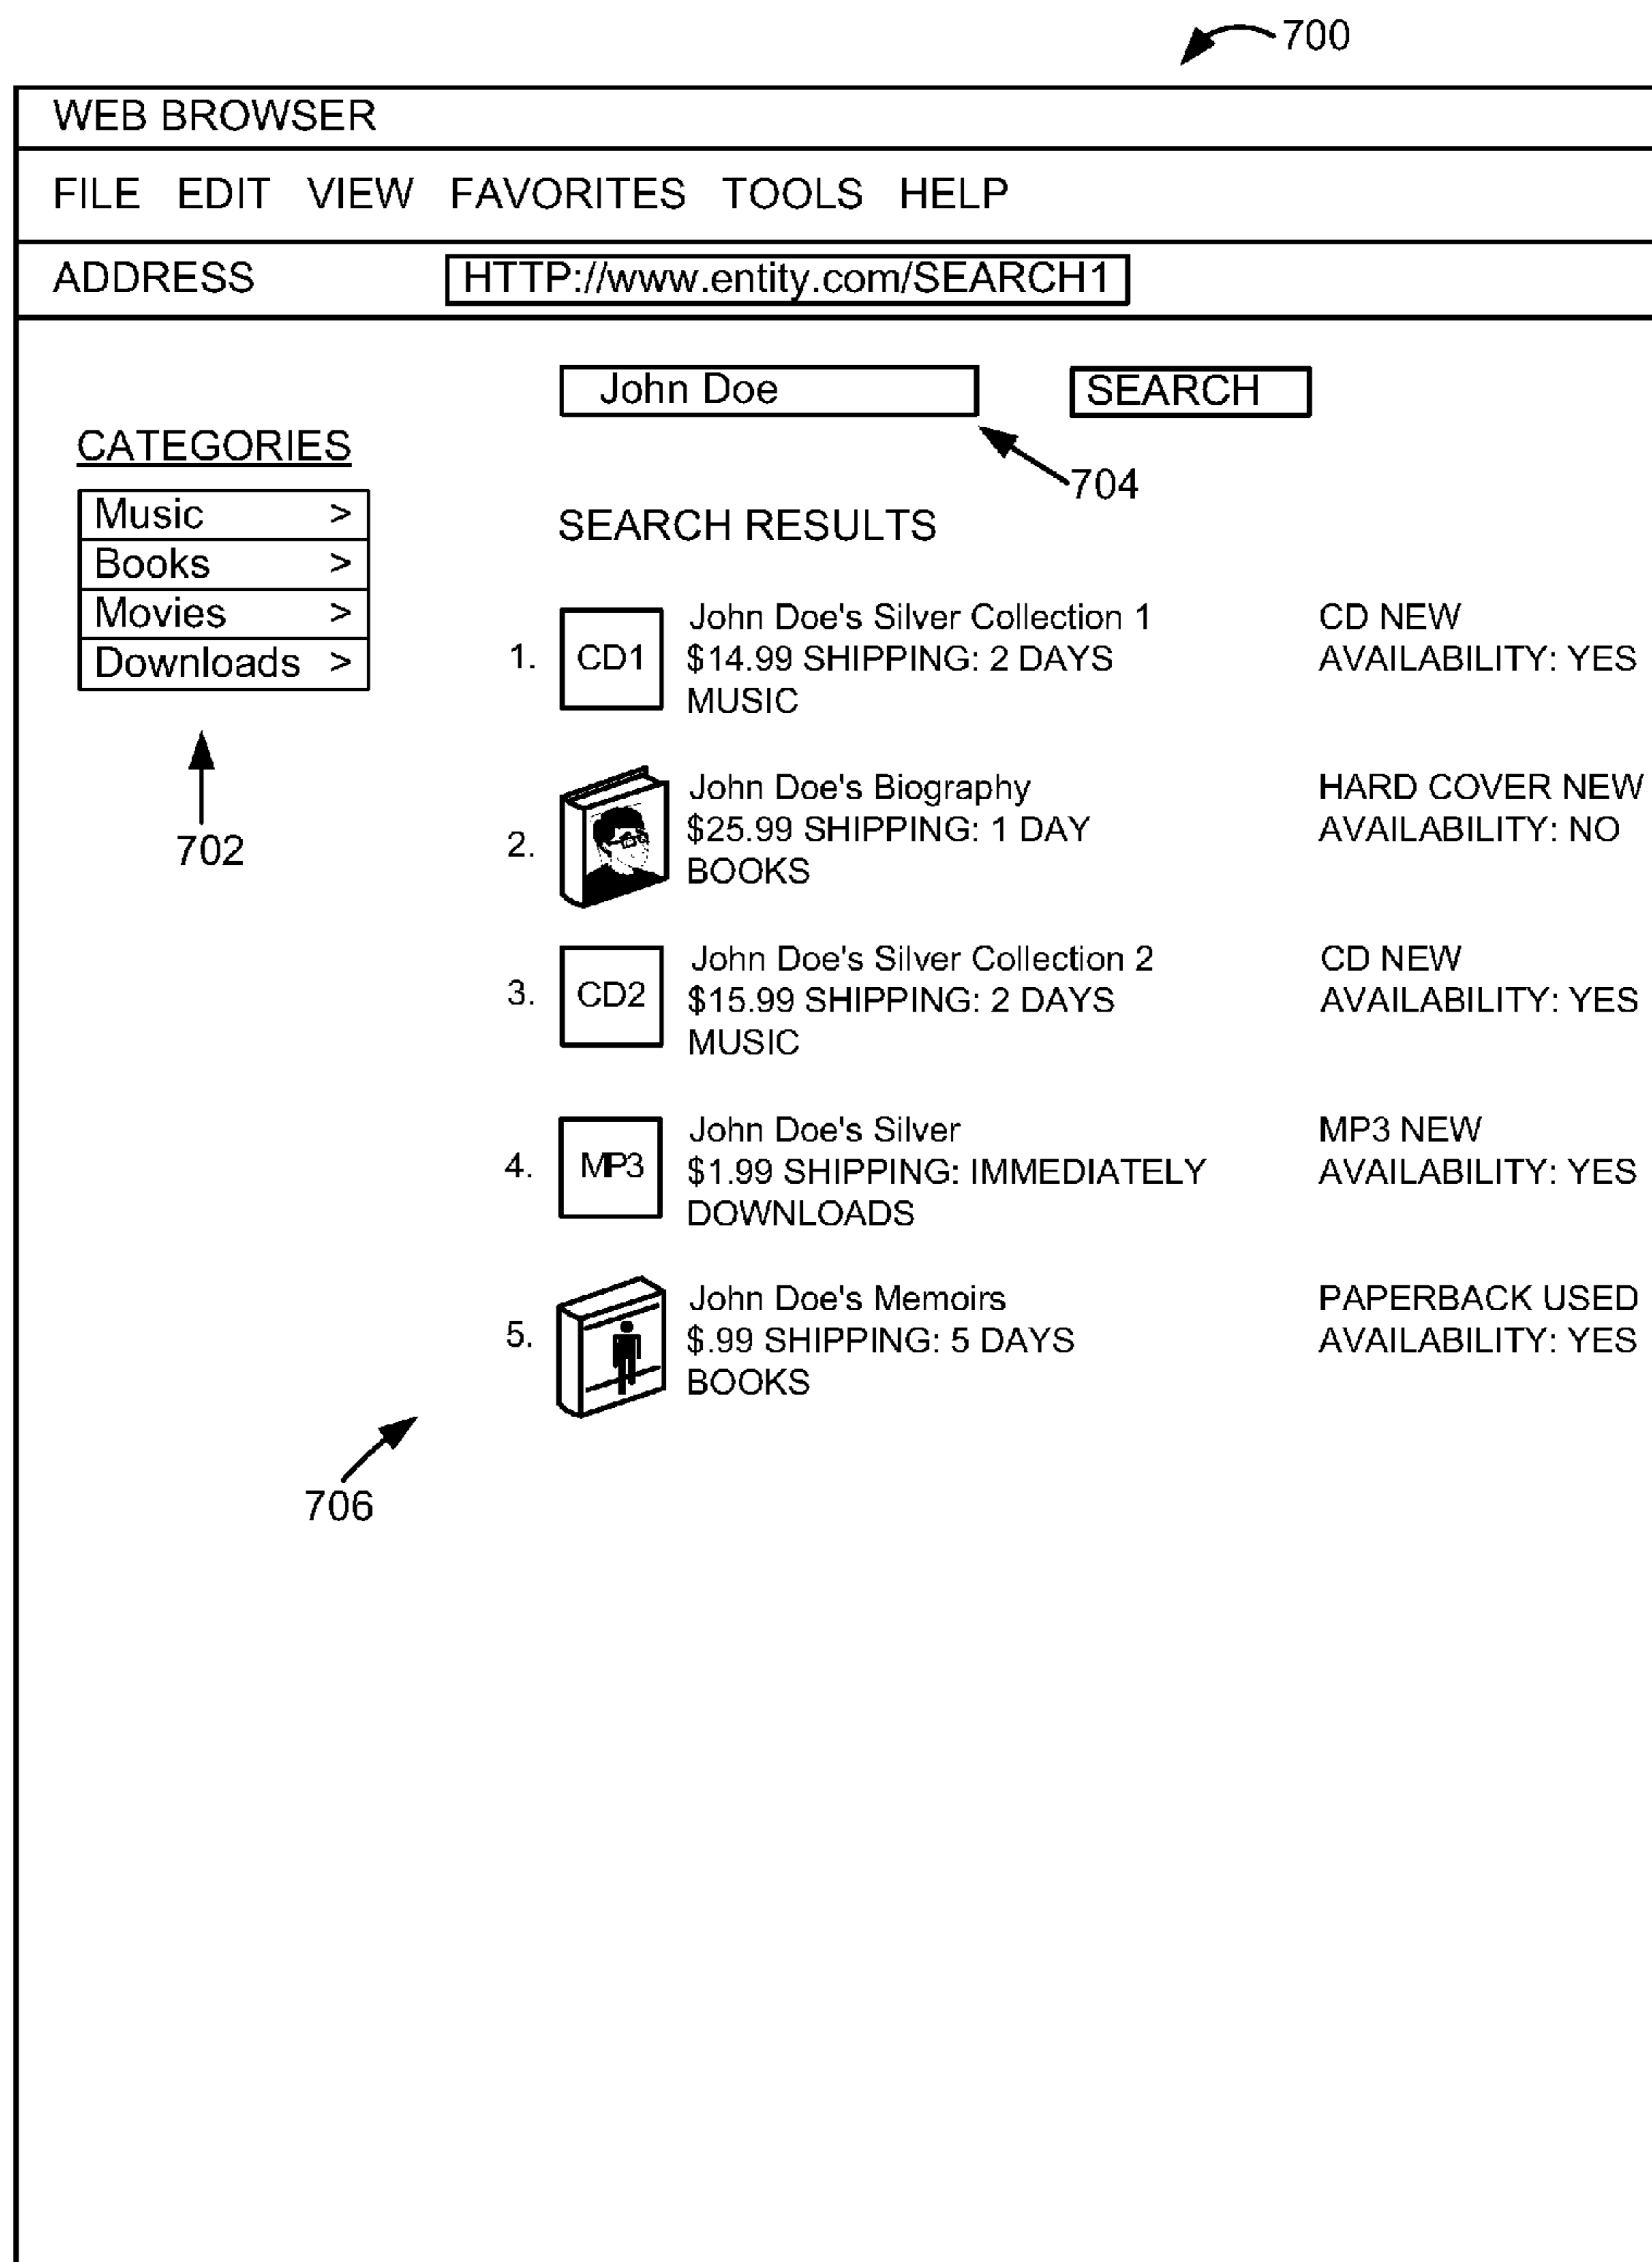 700
WEB BROWSER
FILE EDIT VIEW FAVORITES TOOLS HELP
ADDRESS HTTP://www.entity.com/SEARCH1
John Doe SEARCH
704
CATEGORIES
Music >
Books >
Movies >
Downloads >
702
SEARCH RESULTS
1. CD1 John Doe's Silver Collection 1 CD NEW
$14.99 SHIPPING: 2 DAYS AVAILABILITY: YES
MUSIC
2. John Doe's Biography HARD COVER NEW
$25.99 SHIPPING: 1 DAY AVAILABILITY: NO
BOOKS
3. CD2 John Doe's Silver Collection 2 CD NEW
$15.99 SHIPPING: 2 DAYS AVAILABILITY: YES
MUSIC
4. MP3 John Doe's Silver MP3 NEW
$1.99 SHIPPING: IMMEDIATELY AVAILABILITY: YES
DOWNLOADS
5. John Doe's Memoirs PAPERBACK USED
$.99 SHIPPING: 5 DAYS AVAILABILITY: YES
BOOKS
706